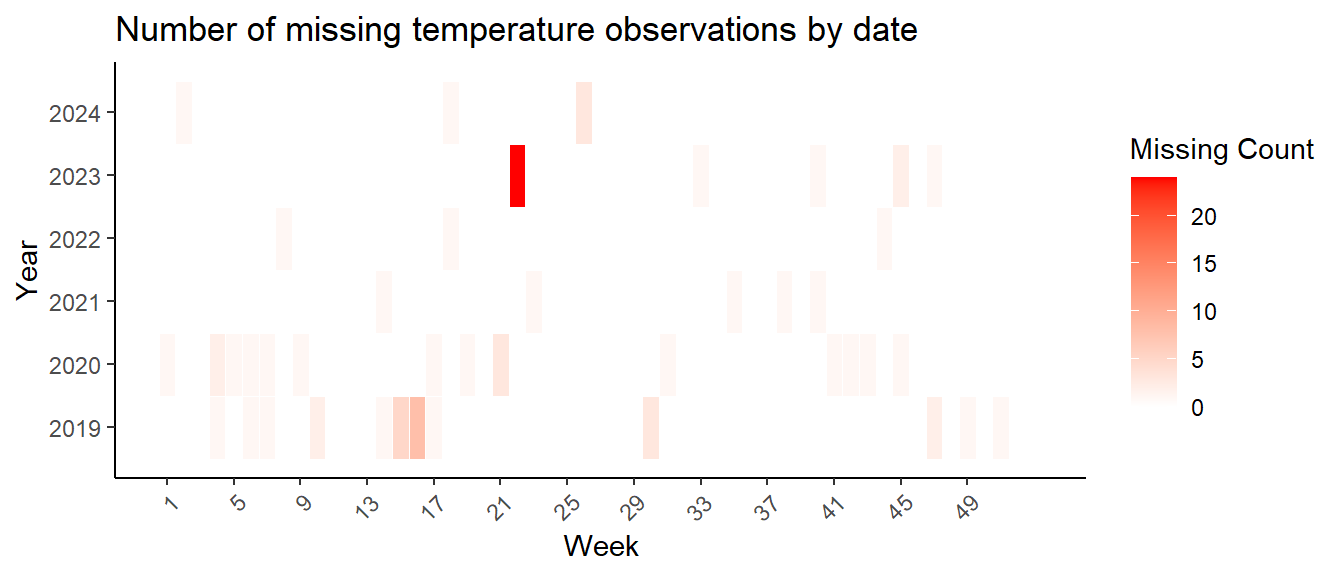 Number of missing temperature observations by date
Year
2024
2023
2022
2021
2020
2019
1 5 9 13 17 21 25 29 33 37 41 45 49
Week
Missing Count
20
15
10
5
0